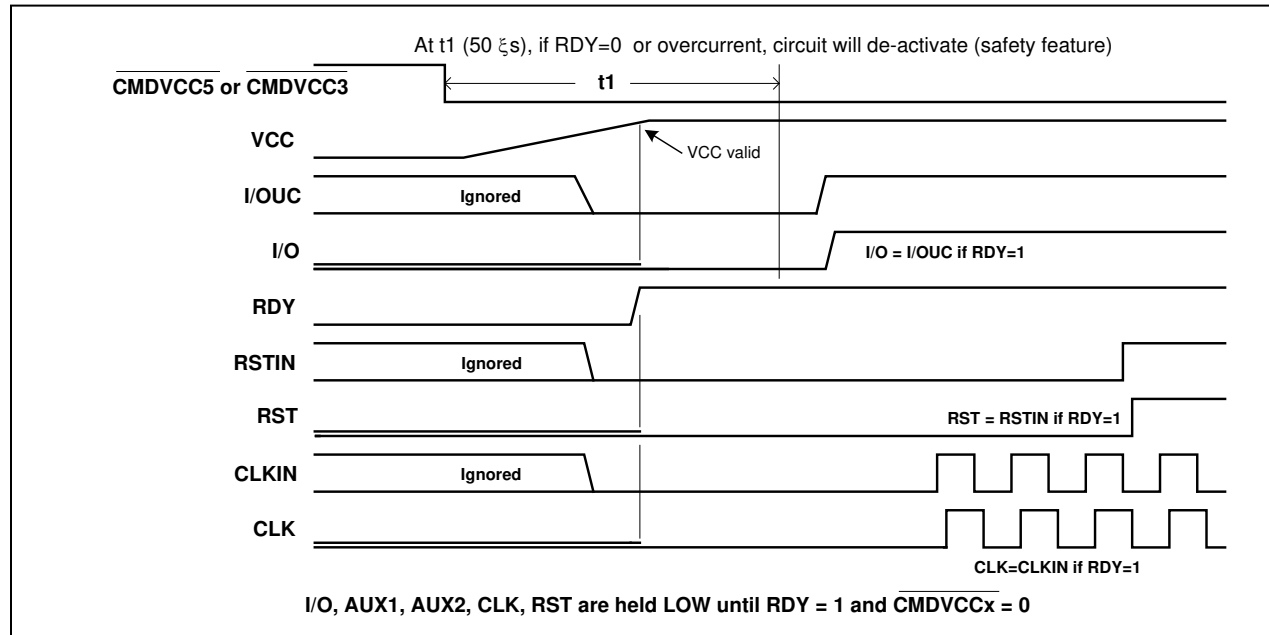 At t1 (50 ξs), if RDY=0 or overcurrent, circuit will de-activate (safety feature)
CMDVCC5 or CMDVCC3
t1
VCC
VCC valid
I/OUC
Ignored
I/O
I/O = I/OUC if RDY=1
RDY
RSTIN
Ignored
RST
RST = RSTIN if RDY=1
CLKIN
Ignored
CLK
CLK=CLKIN if RDY=1
I/O, AUX1, AUX2, CLK, RST are held LOW until RDY = 1 and CMDVCCx = 0